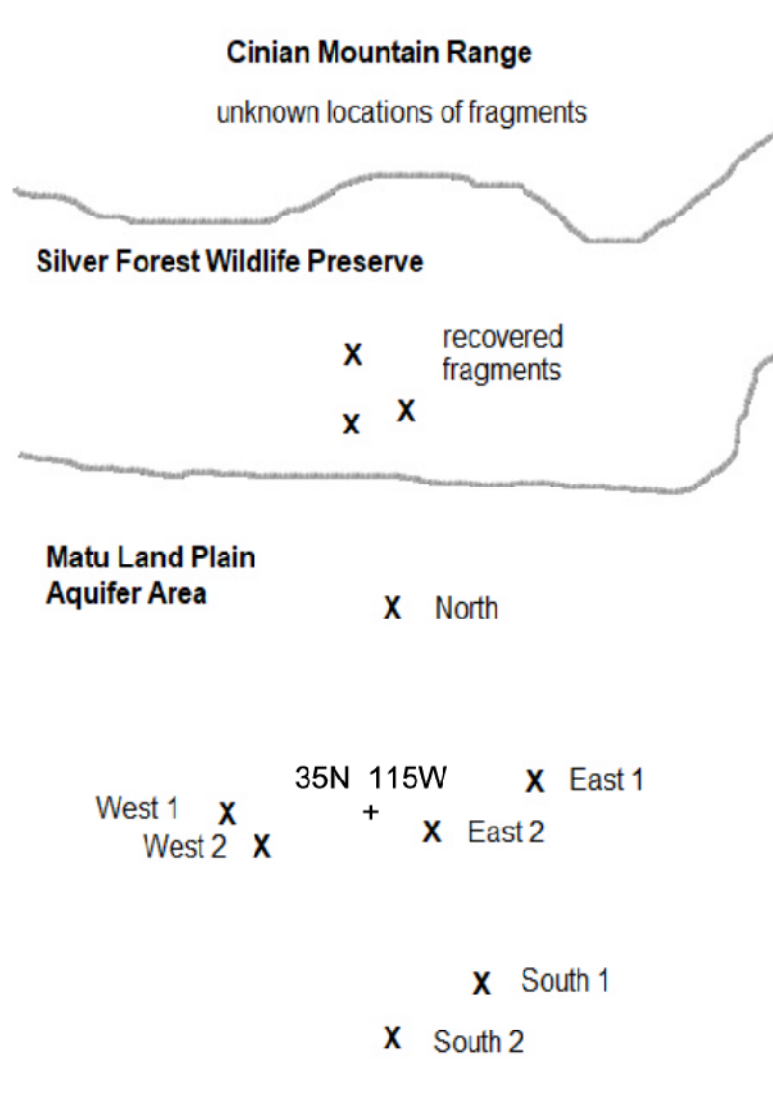 Cinian Mountain Range
unknown locations of fragments
Silver Forest Wildlife Preserve
X
recovered
fragments
X
X
Matu Land Plain
Aquifer Area
X North
35N 115W
+
X East 1
West 1 X
West 2 X
X East 2
X South 1
X South 2